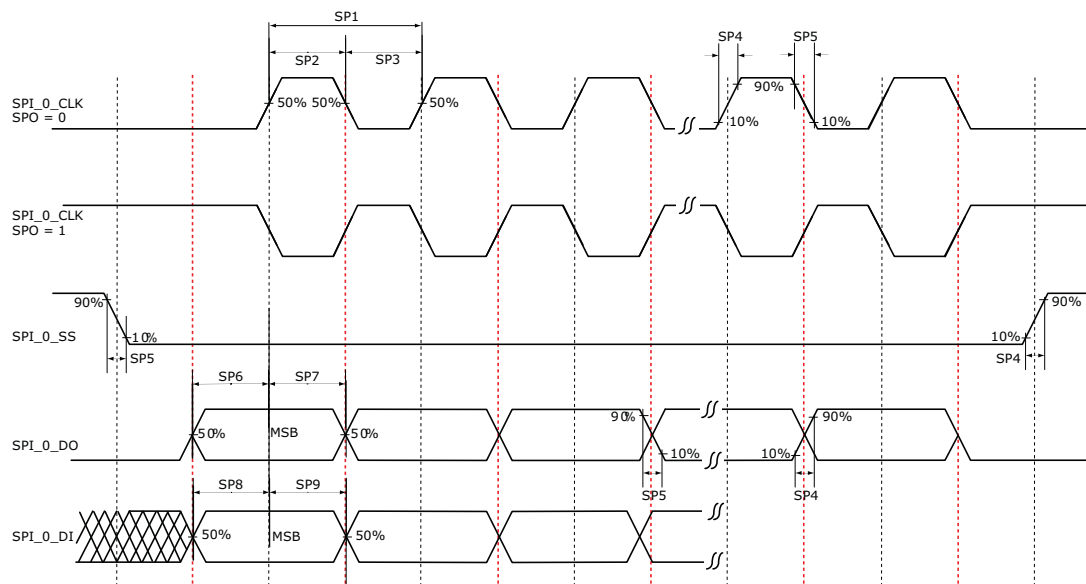 SP1
SP4 SP5
SP2 SP3
90%
SPI_0_CLK
SPO = 0
50% 50% 50%
10% 10%
SPI_0_CLK
SPO = 1
90% 90%
SPI_0_SS
10% 10%
SP5 SP4
SP6 SP7
90% 90%
SPI_0_DO
50% MSB 50%
10% 10%
SP8 SP9
SP5 SP4
SPI_0_DI
50% MSB 50%